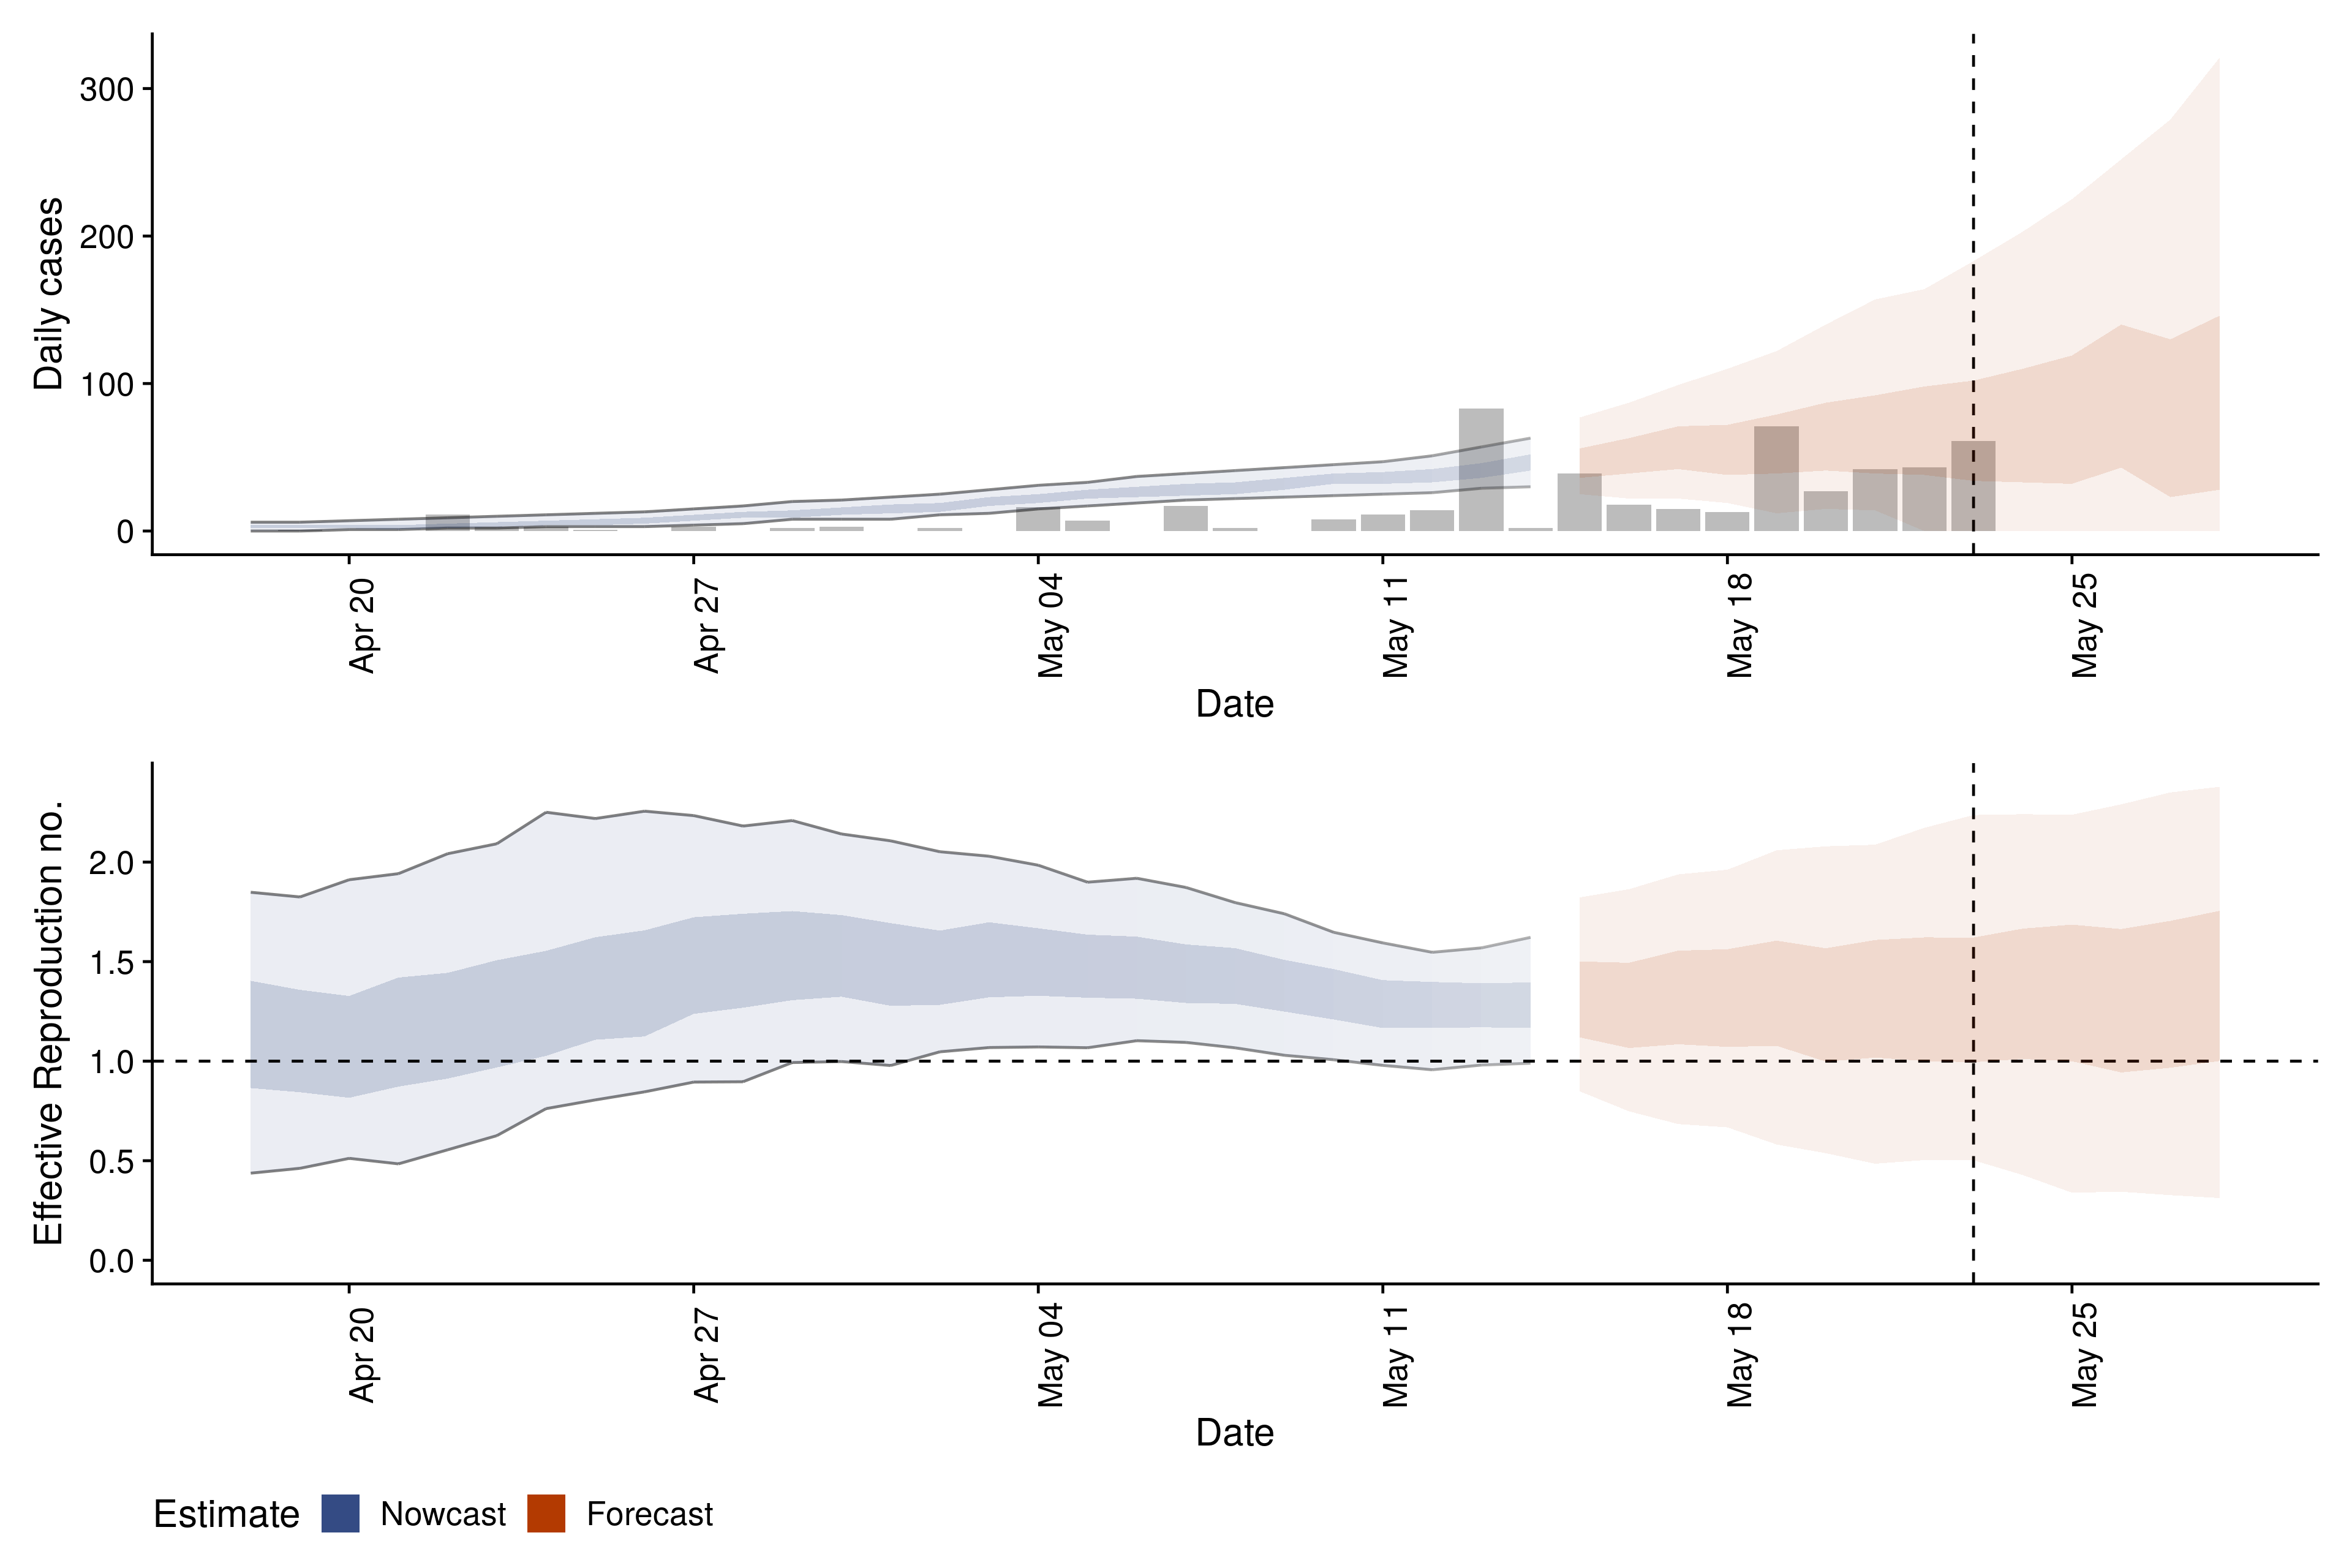 Daily cases
300
200
100
0
Apr 20
Apr 27
May 04
May 11
May 18
May 25
Date
Effective Reproduction no.
2.0
1.5
1.0
0.5
0.0
Apr 20
Apr 27
May 04
May 11
May 18
May 25
Date
Estimate Nowcast Forecast